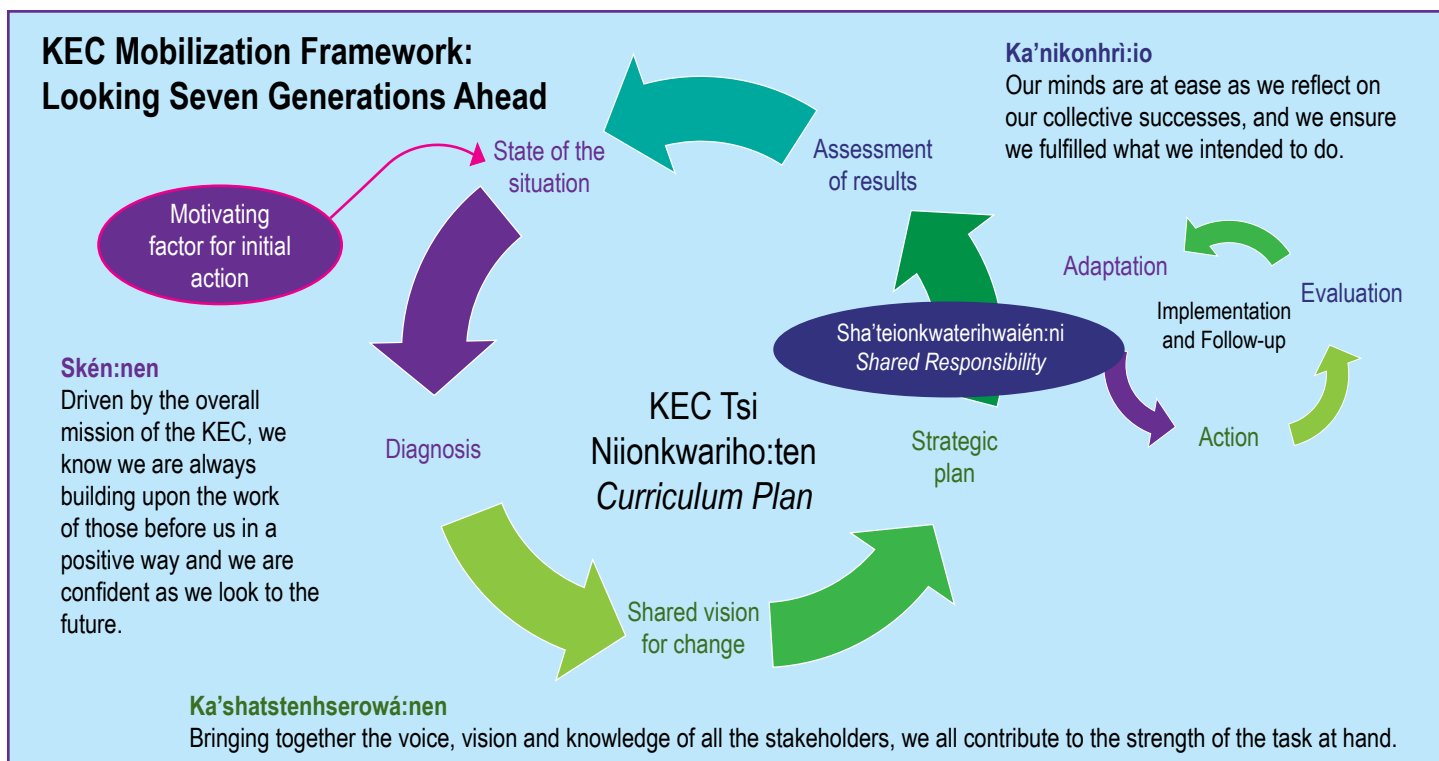 KEC Mobilization Framework:
Looking Seven Generations Ahead
Ka’nikonhrì:io
Our minds are at ease as we reflect on
our collective successes, and we ensure
we fulfilled what we intended to do.
State of the
situation
Assessment
of results
Motivating
factor for initial
action
Adaptation
Evaluation
Implementation
and Follow-up
Sha’teionkwaterihwaién:ni
Shared Responsibility
Action
Skén:nen
Driven by the overall
mission of the KEC, we
know we are always
building upon the work
of those before us in a
positive way and we are
confident as we look to the
future.
Diagnosis
KEC Tsi
Niionkwariho:ten
Curriculum Plan
Strategic
plan
Shared vision
for change
Ka’shatstenhserowá:nen
Bringing together the voice, vision and knowledge of all the stakeholders, we all contribute to the strength of the task at hand.